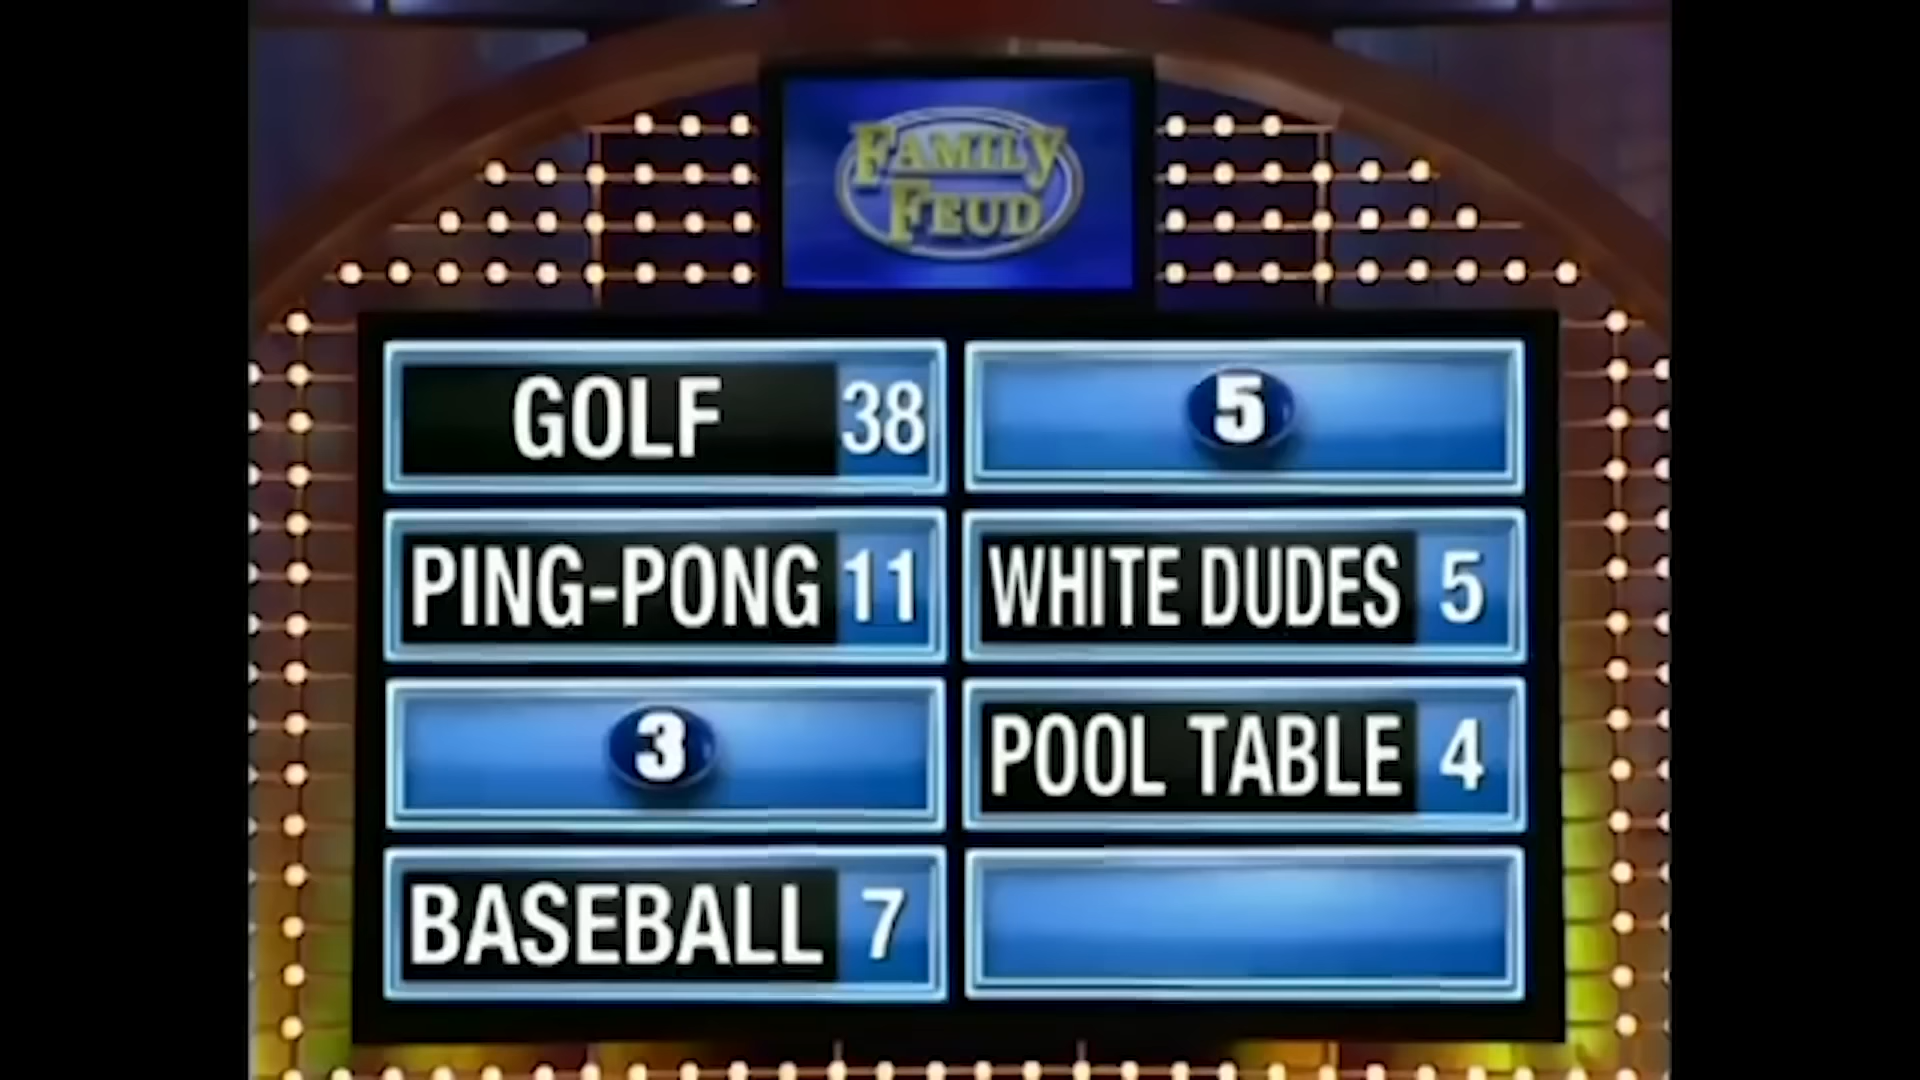 FAMILY
FEUD
GOLF 38
5
PING-PONG 11
WHITE DUDES 5
3
POOL TABLE 4
BASEBALL 7